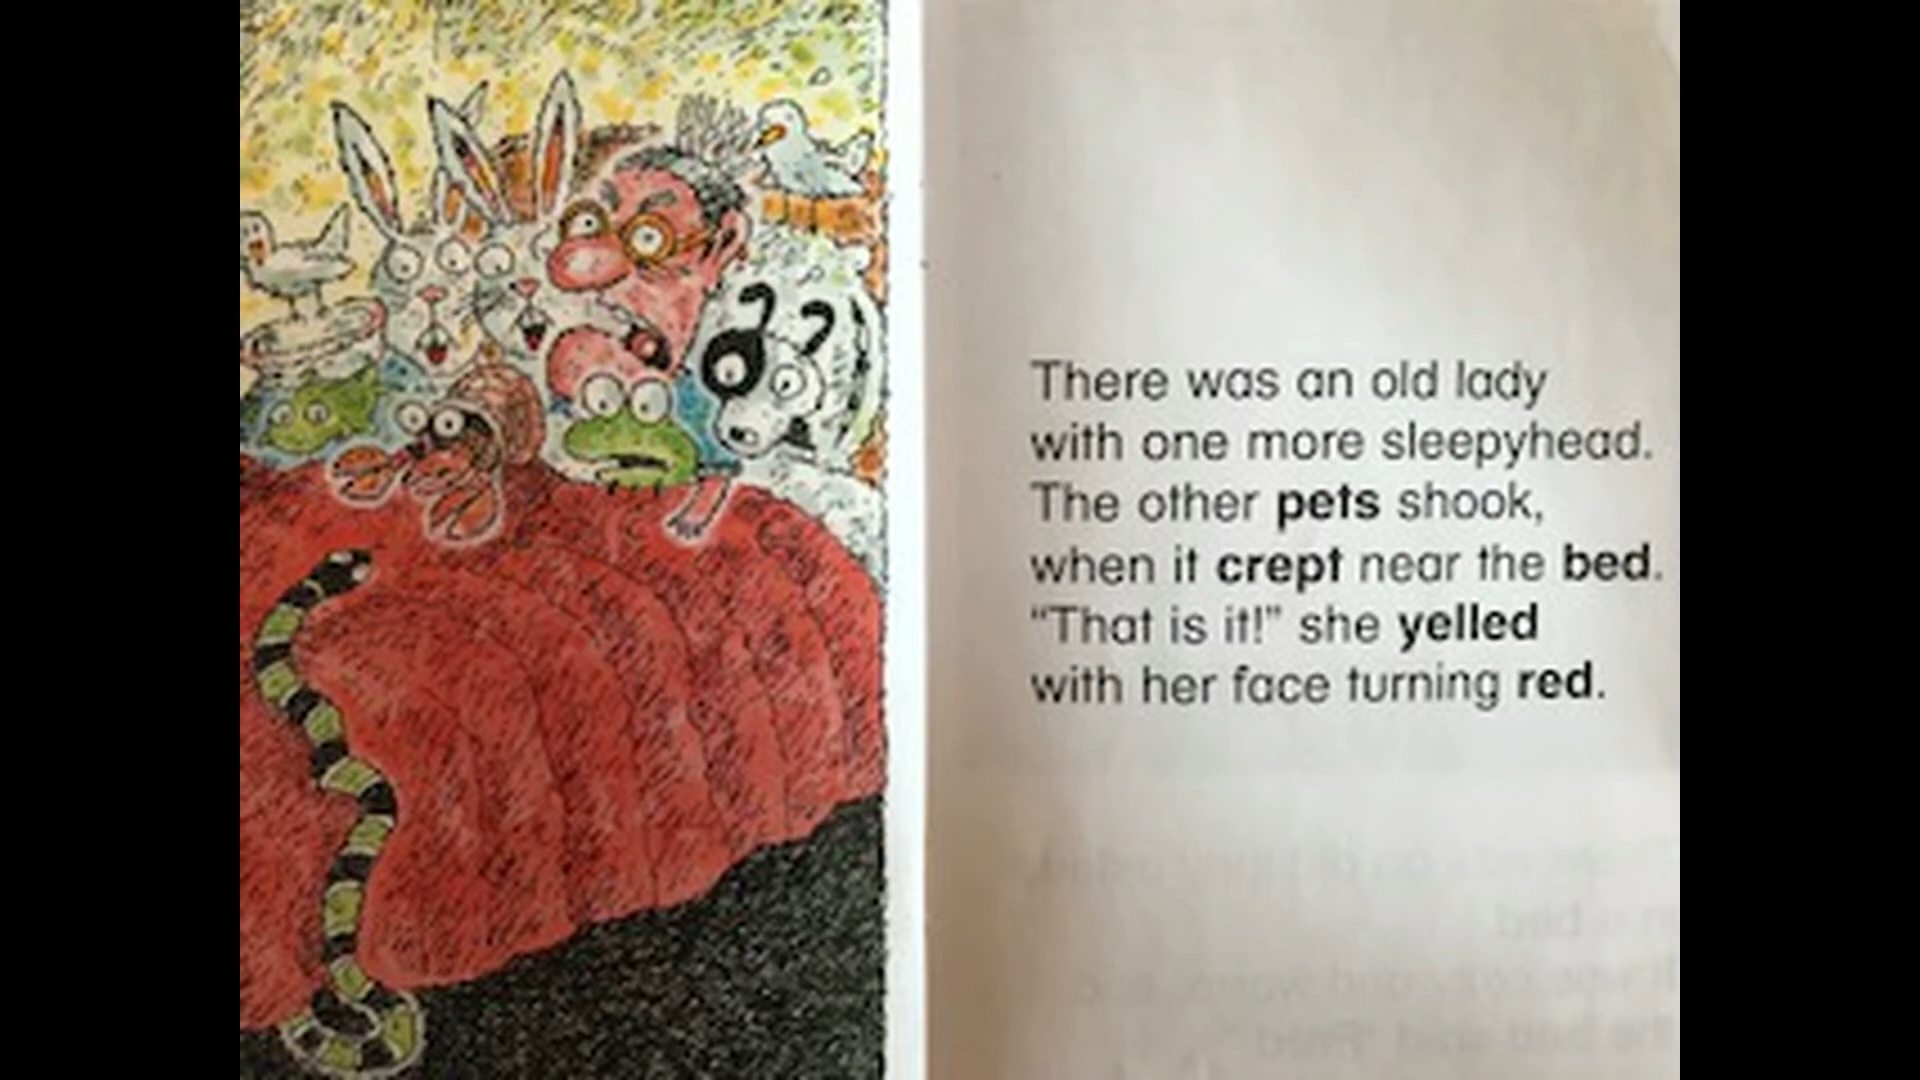 There was an old lady
with one more sleepyhead.
The other pets shook,
when it crept near the bed.
“That is it!” she yelled
with her face turning red.